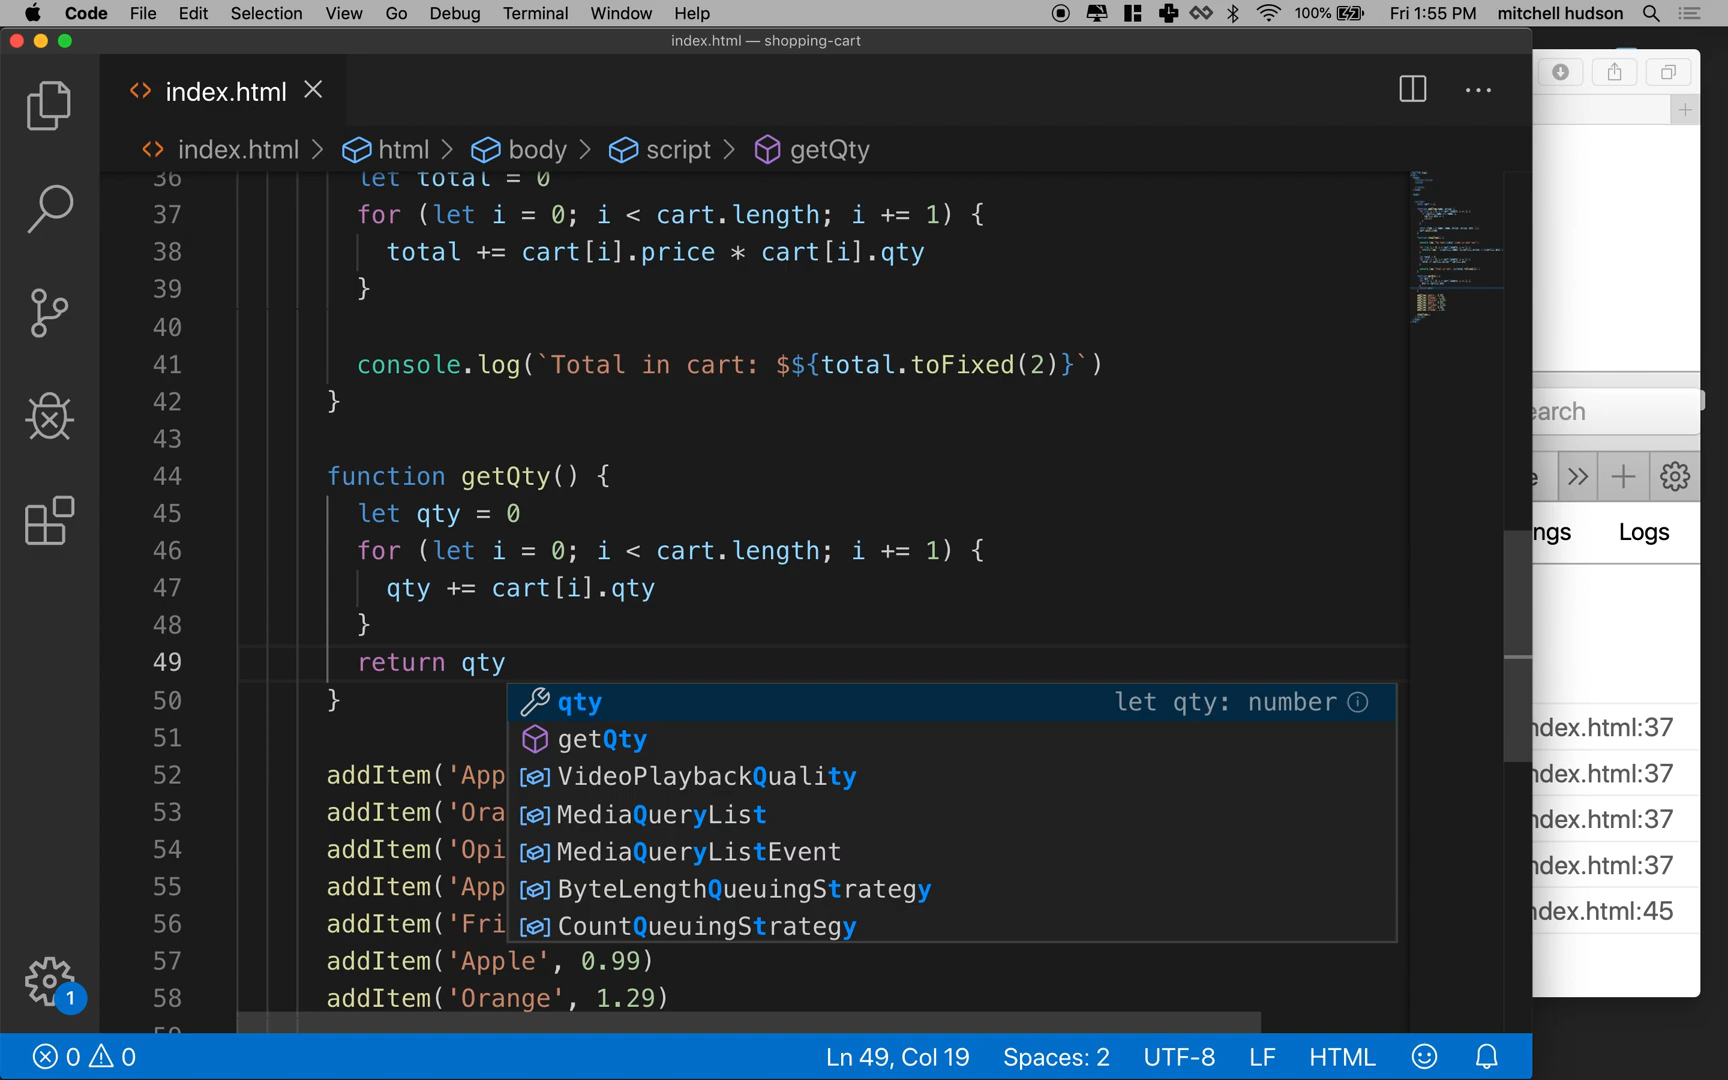 Code File Edit Selection View Go Debug Terminal Window Help 100% Fri 1:55 PM mitchell hudson
index.html — shopping-cart
index.html
index.html > html > body > script > getQty
36 let total = 0
37 for (let i = 0; i < cart.length; i += 1) {
38 total += cart[i].price * cart[i].qty
39 }
40
41 console.log(`Total in cart: $${total.toFixed(2)}`)
42 }
43
44 function getQty() {
45 let qty = 0
46 for (let i = 0; i < cart.length; i += 1) {
47 qty += cart[i].qty
48 }
49 return qty
50 }
qty let qty: number
getQty
51
VideoPlaybackQuality
52 addItem('App
MediaQueryList
53 addItem('Ora
MediaQueryListEvent
54 addItem('Opi
ByteLengthQueuingStrategy
55 addItem('App
CountQueuingStrategy
56 addItem('Fri
57 addItem('Apple', 0.99)
58 addItem('Orange', 1.29)
59
earch
e
ngs Logs
ndex.html:37
ndex.html:37
ndex.html:37
ndex.html:37
ndex.html:45
1
0 0 Ln 49, Col 19 Spaces: 2 UTF-8 LF HTML